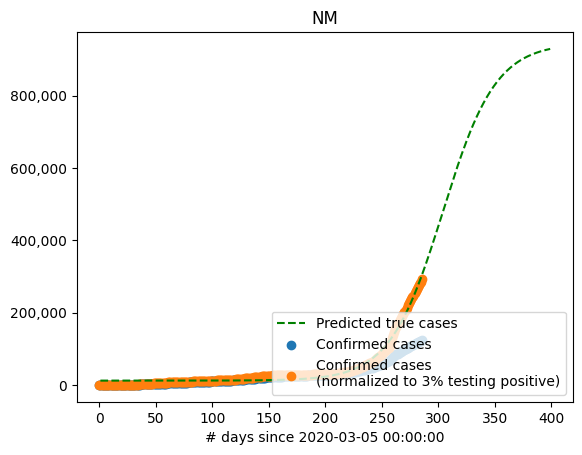 NM
800,000
600,000
400,000
200,000
0
Predicted true cases
Confirmed cases
Confirmed cases
(normalized to 3% testing positive)
0 50 100 150 200 250 300 350 400
# days since 2020-03-05 00:00:00